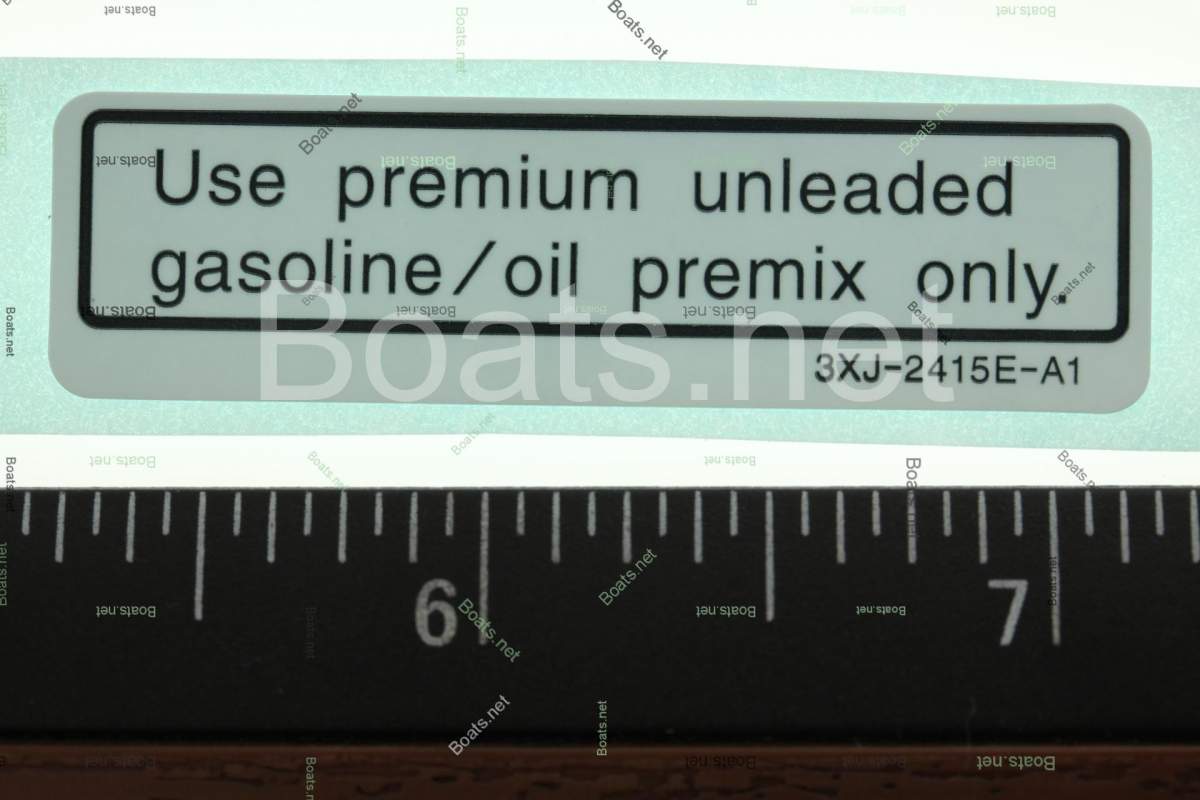 Use premium unleaded
gasoline/oil premix only.
3XJ-2415E-A1
Boats.net
6 7